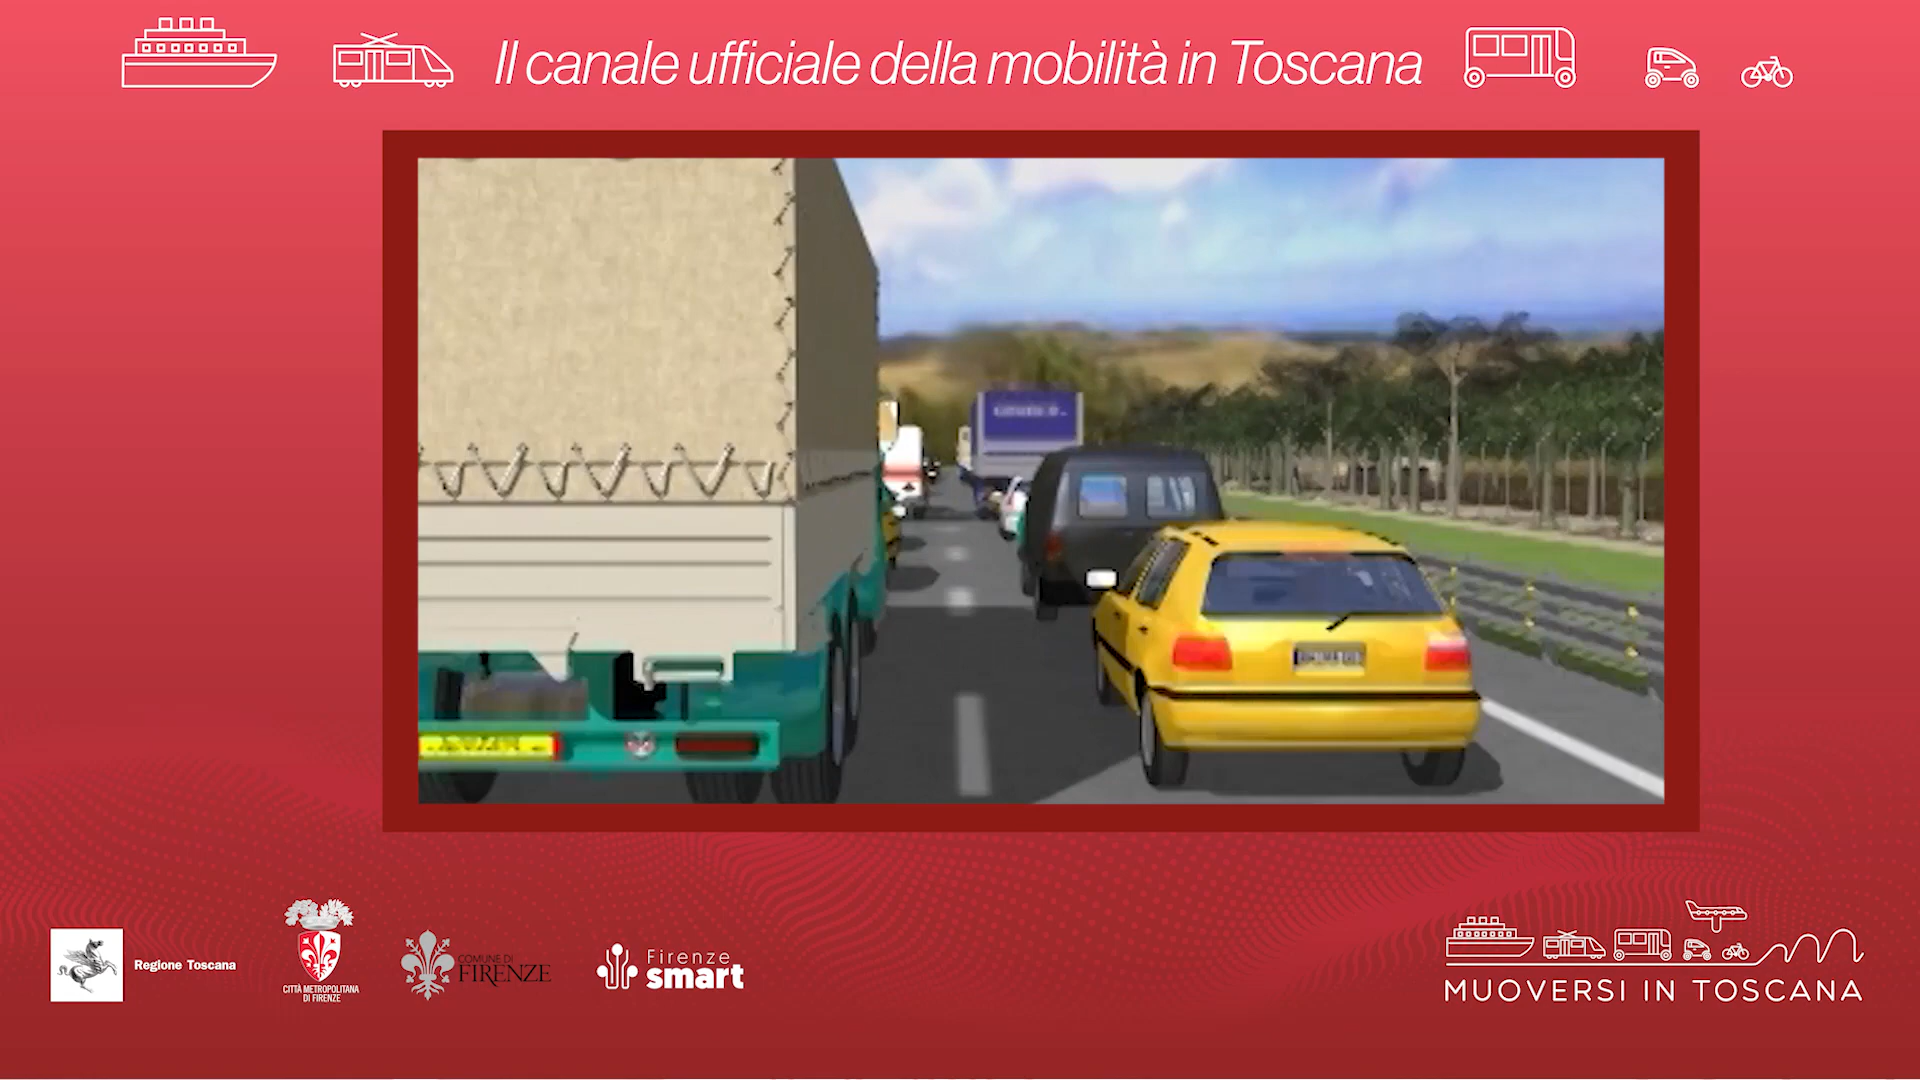 Il canale ufficiale della mobilità in Toscana
Regione Toscana
CITTÀ METROPOLITANA
DI FIRENZE
COMUNE DI
FIRENZE
Firenze
smart
MUOVERSI IN TOSCANA